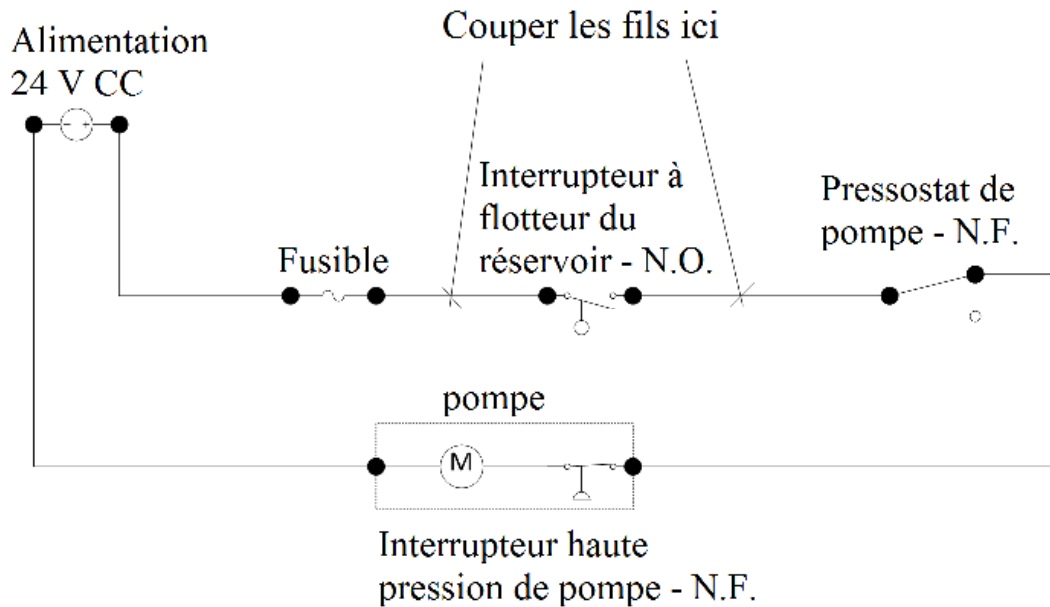 Couper les fils ici
Alimentation
24 V CC
- +
Interrupteur à
flotteur du
réservoir - N.O.
Pressostat de
pompe - N.F.
Fusible
pompe
M
Interrupteur haute
pression de pompe - N.F.